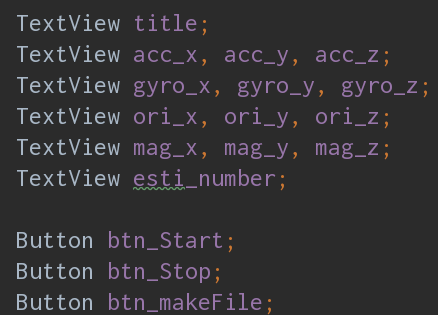 TextView title;
TextView acc_x, acc_y, acc_z;
TextView gyro_x, gyro_y, gyro_z;
TextView ori_x, ori_y, ori_z;
TextView mag_x, mag_y, mag_z;
TextView esti_number;
Button btn_Start;
Button btn_Stop;
Button btn_makeFile;